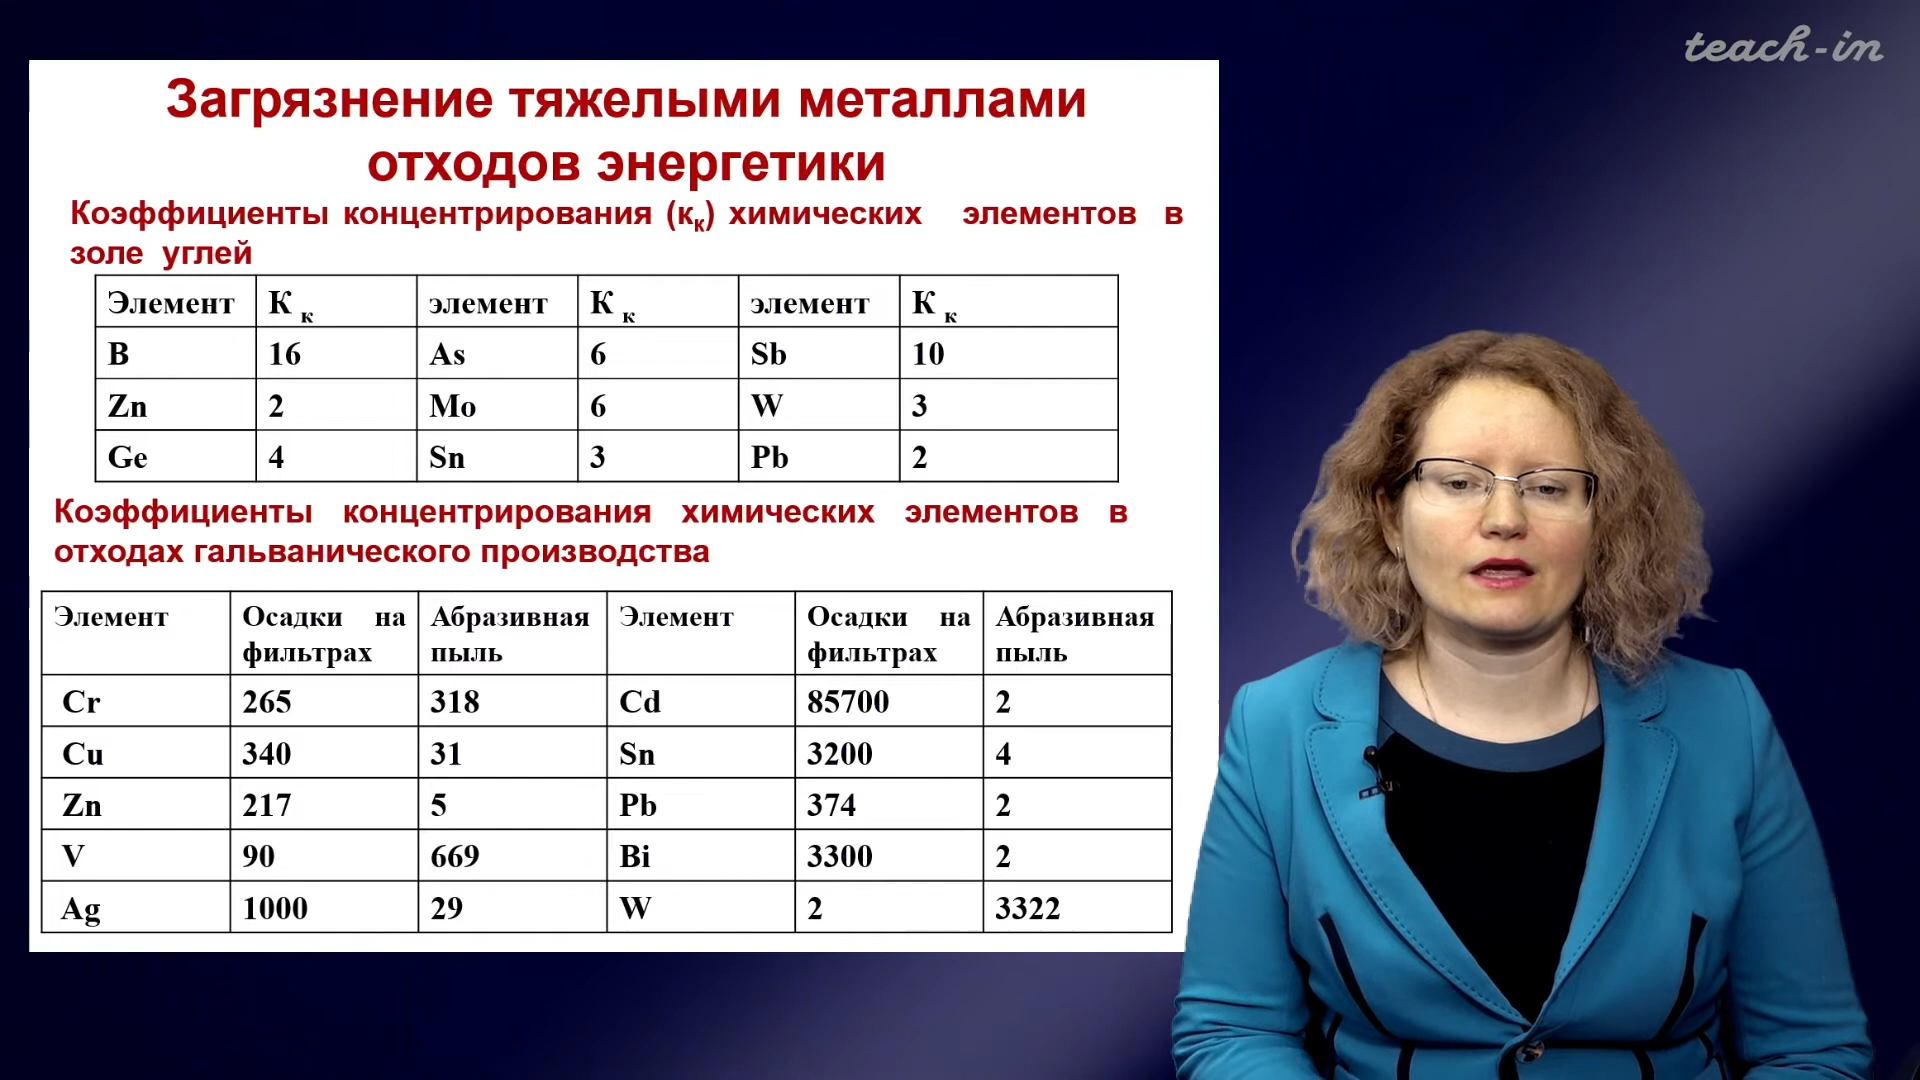 teach-in
Загрязнение тяжелыми металлами
отходов энергетики
Коэффициенты концентрирования (кк) химических элементов в
золе углей
Элемент К к элемент К к элемент К к
B 16 As 6 Sb 10
Zn 2 Mo 6 W 3
Ge 4 Sn 3 Pb 2
Коэффициенты концентрирования химических элементов в
отходах гальванического производства
Элемент Осадки на фильтрах Абразивная пыль Элемент Осадки на фильтрах Абразивная пыль
Cr 265 318 Cd 85700 2
Cu 340 31 Sn 3200 4
Zn 217 5 Pb 374 2
V 90 669 Bi 3300 2
Ag 1000 29 W 2 3322